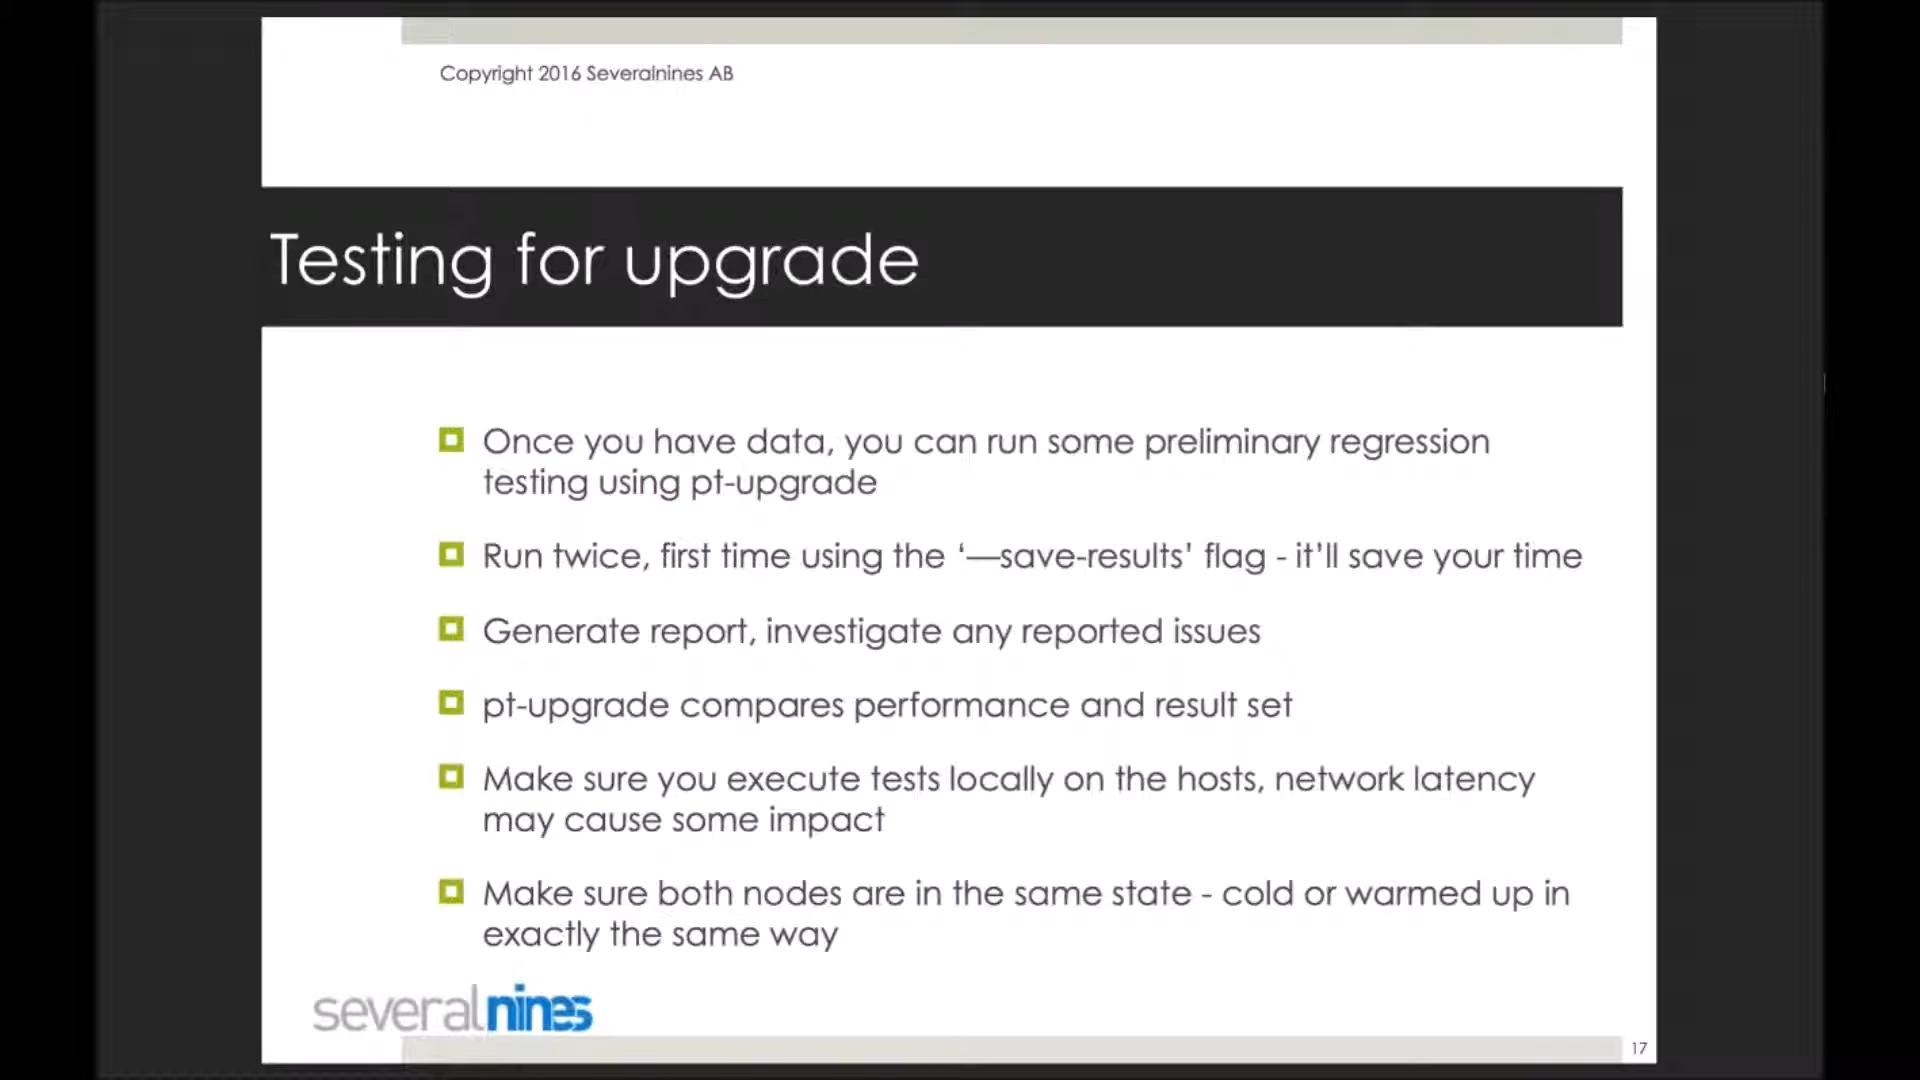 Copyright 2016 Severalnines AB
Testing for upgrade
Once you have data, you can run some preliminary regression
testing using pt-upgrade
Run twice, first time using the ‘—save-results’ flag - it’ll save your time
Generate report, investigate any reported issues
pt-upgrade compares performance and result set
Make sure you execute tests locally on the hosts, network latency
may cause some impact
Make sure both nodes are in the same state - cold or warmed up in
exactly the same way
severalnines
17